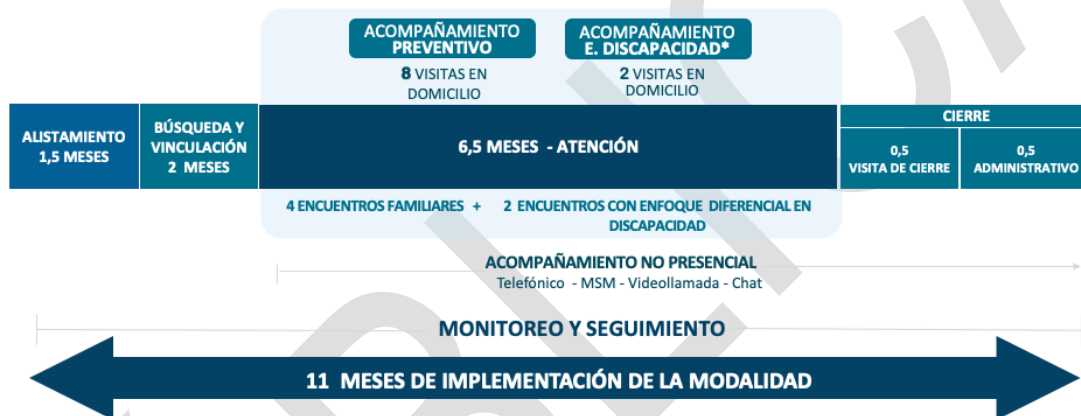 ACOMPAÑAMIENTO
PREVENTIVO
8 VISITAS EN
DOMICILIO
ACOMPAÑAMIENTO
E. DISCAPACIDAD*
2 VISITAS EN
DOMICILIO
ALISTAMIENTO
1,5 MESES
BÚSQUEDA Y
VINCULACIÓN
2 MESES
6,5 MESES - ATENCIÓN
CIERRE
0,5
VISITA DE CIERRE
0,5
ADMINISTRATIVO
4 ENCUENTROS FAMILIARES + 2 ENCUENTROS CON ENFOQUE DIFERENCIAL EN
DISCAPACIDAD
ACOMPAÑAMIENTO NO PRESENCIAL
Telefónico - MSM - Videollamada - Chat
MONITOREO Y SEGUIMIENTO
11 MESES DE IMPLEMENTACIÓN DE LA MODALIDAD